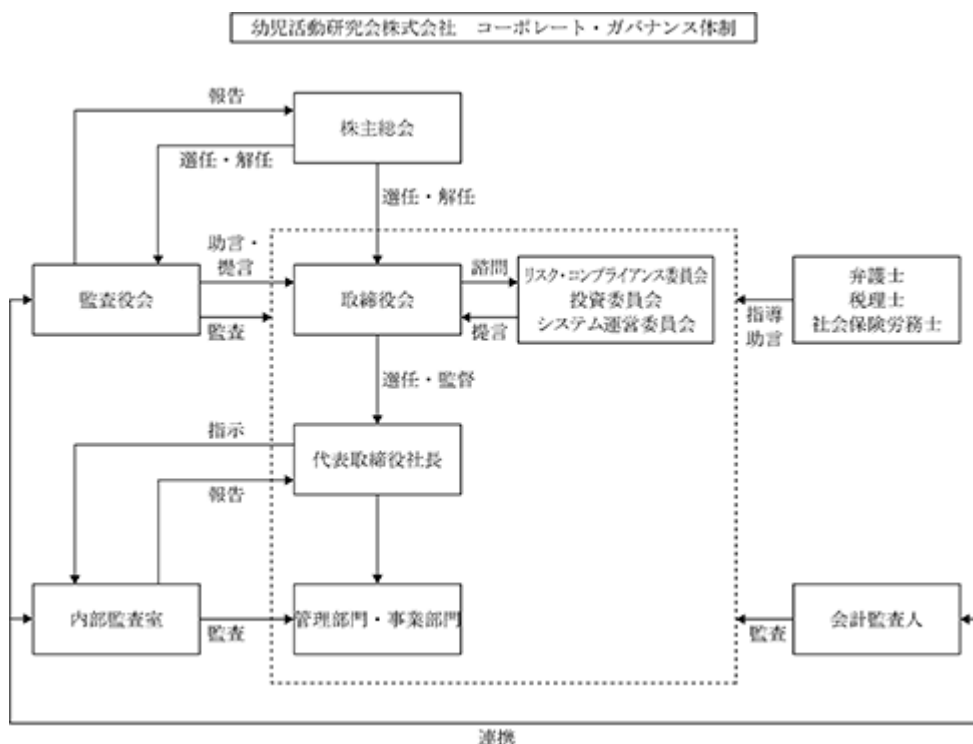 幼児活動研究会株式会社　コーポレート・ガバナンス体制
報告
株主総会
選任・解任
選任・解任
助言・
提言
諮問
リスク・コンプライアンス委員会
投資委員会
システム運営委員会
弁護士
税理士
社会保険労務士
監査役会
取締役会
監査
提言
指導
助言
選任・監督
指示
代表取締役社長
報告
内部監査室
監査
管理部門・事業部門
監査
会計監査人
連携